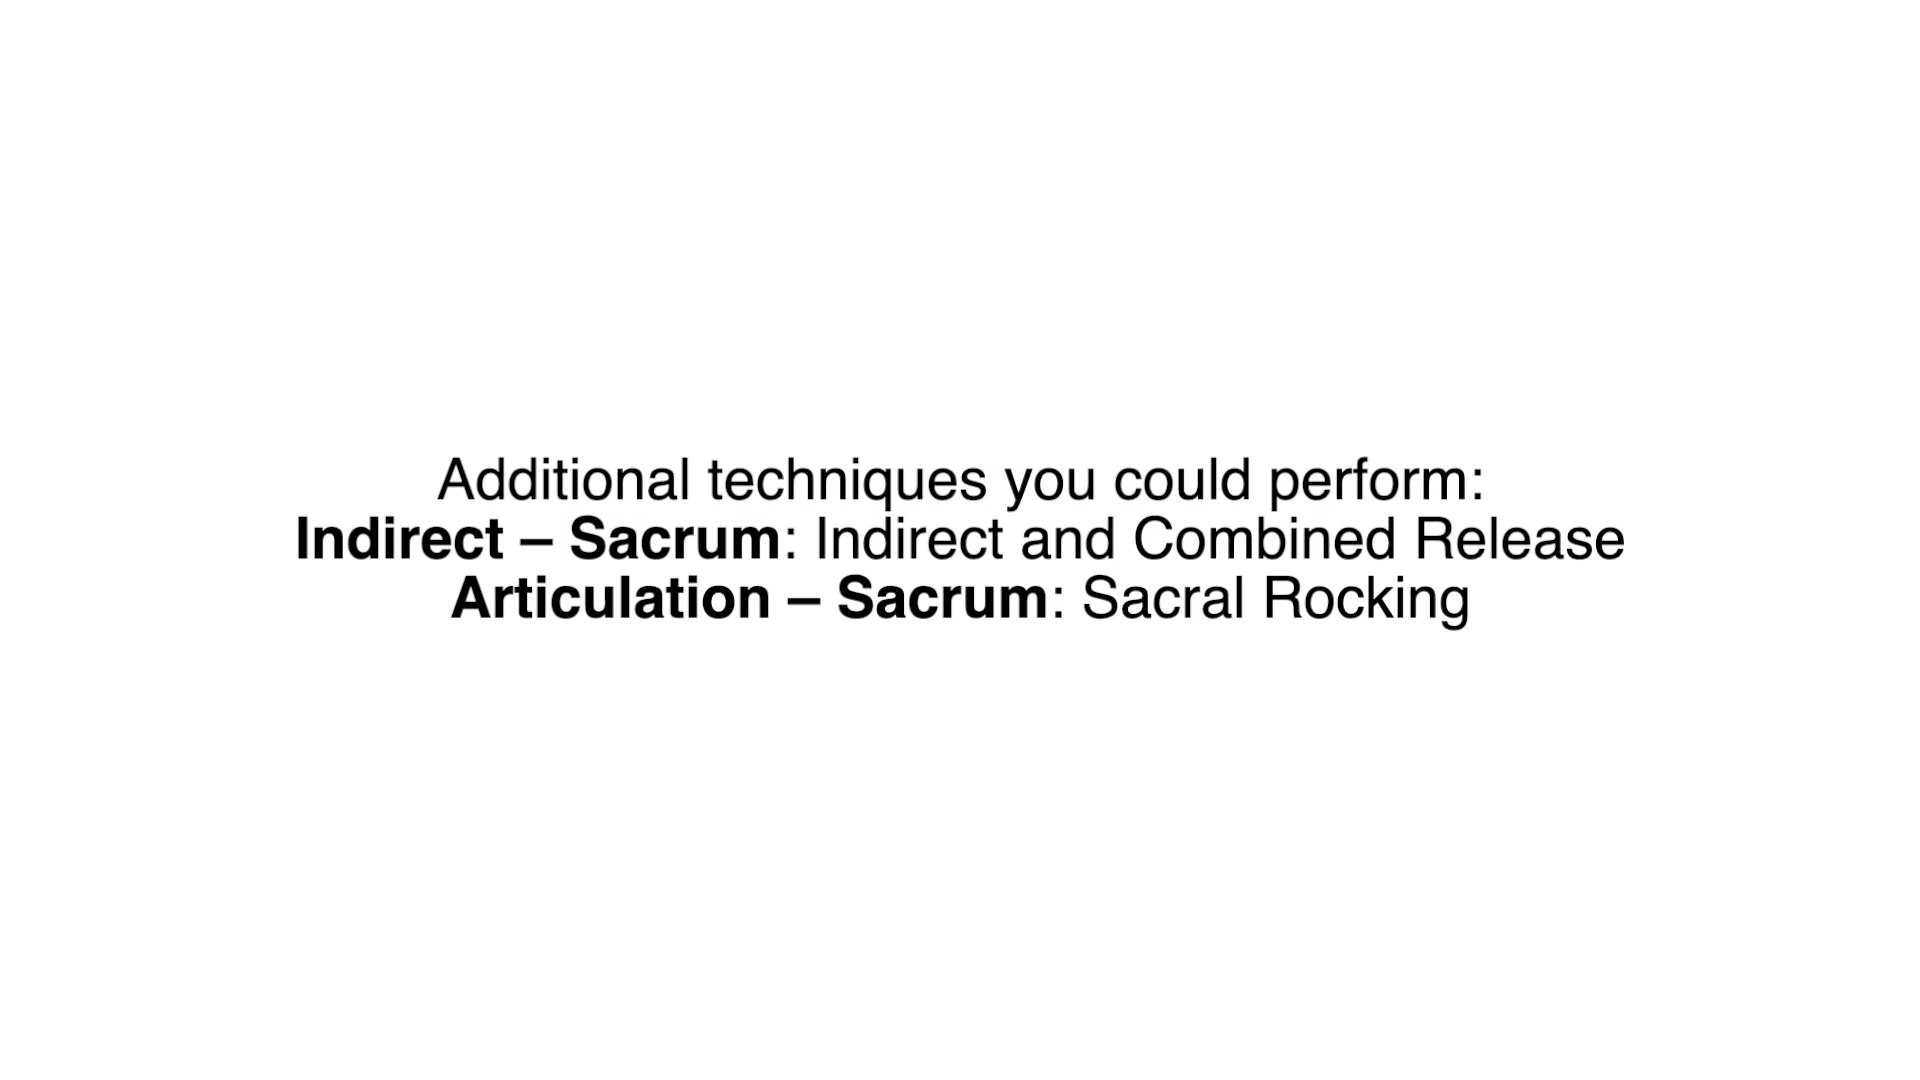 Additional techniques you could perform:
Indirect – Sacrum: Indirect and Combined Release
Articulation – Sacrum: Sacral Rocking